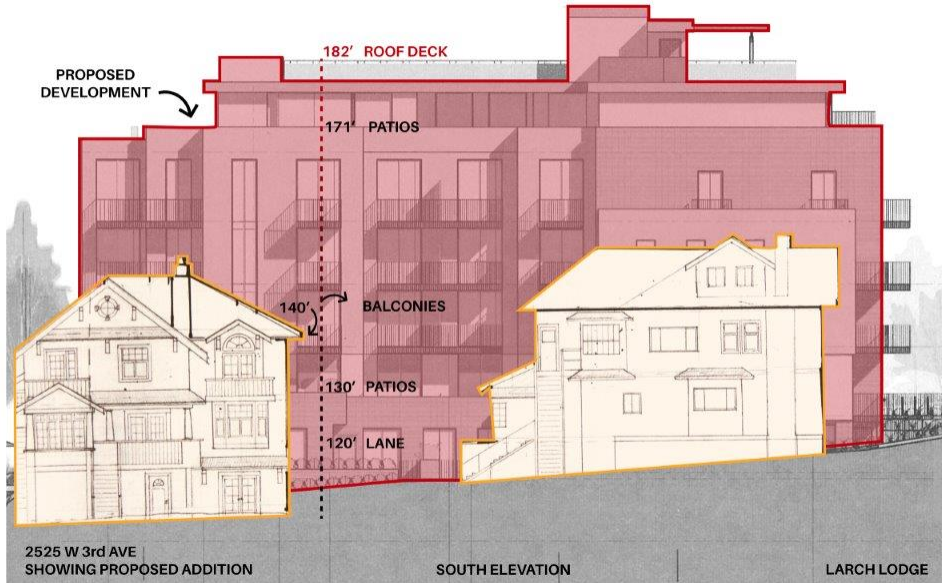 182' ROOF DECK
PROPOSED
DEVELOPMENT
171' PATIOS
140'
BALCONIES
130' PATIOS
120' LANE
2525 W 3rd AVE
SHOWING PROPOSED ADDITION
SOUTH ELEVATION
LARCH LODGE